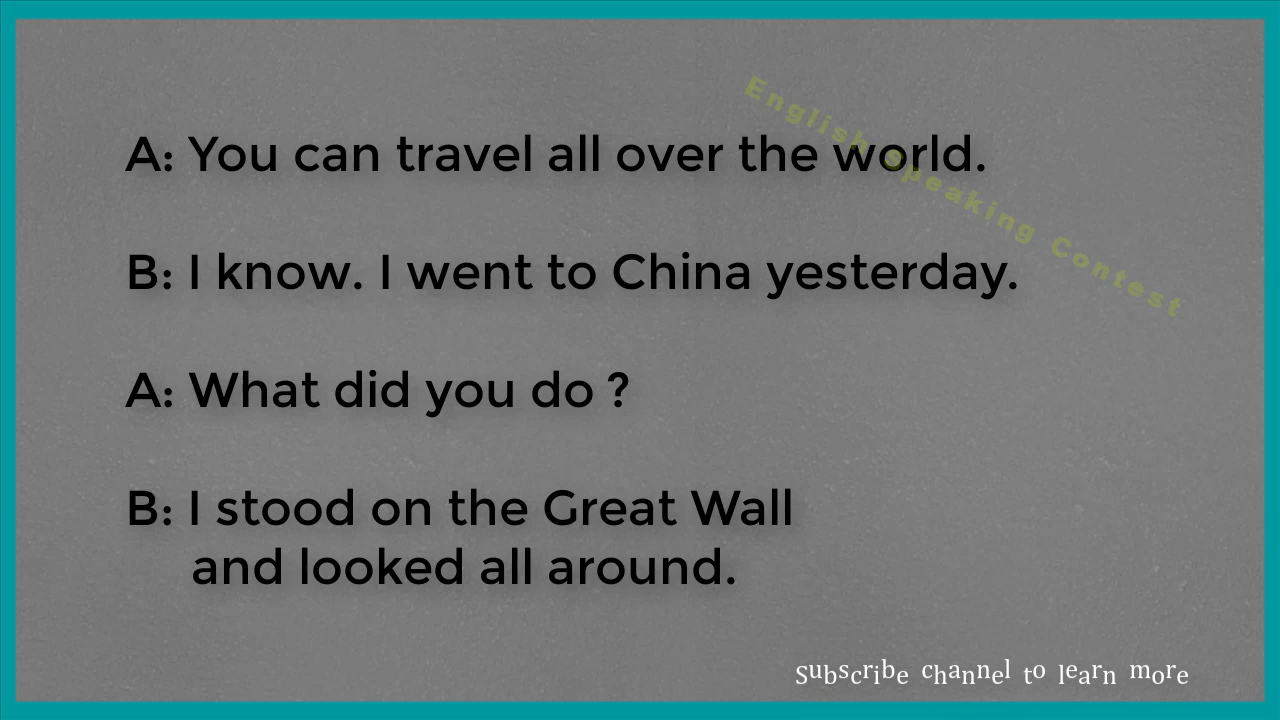 English Speaking Contest
A: You can travel all over the world.
B: I know. I went to China yesterday.
A: What did you do ?
B: I stood on the Great Wall
and looked all around.
Subscribe channel to learn more